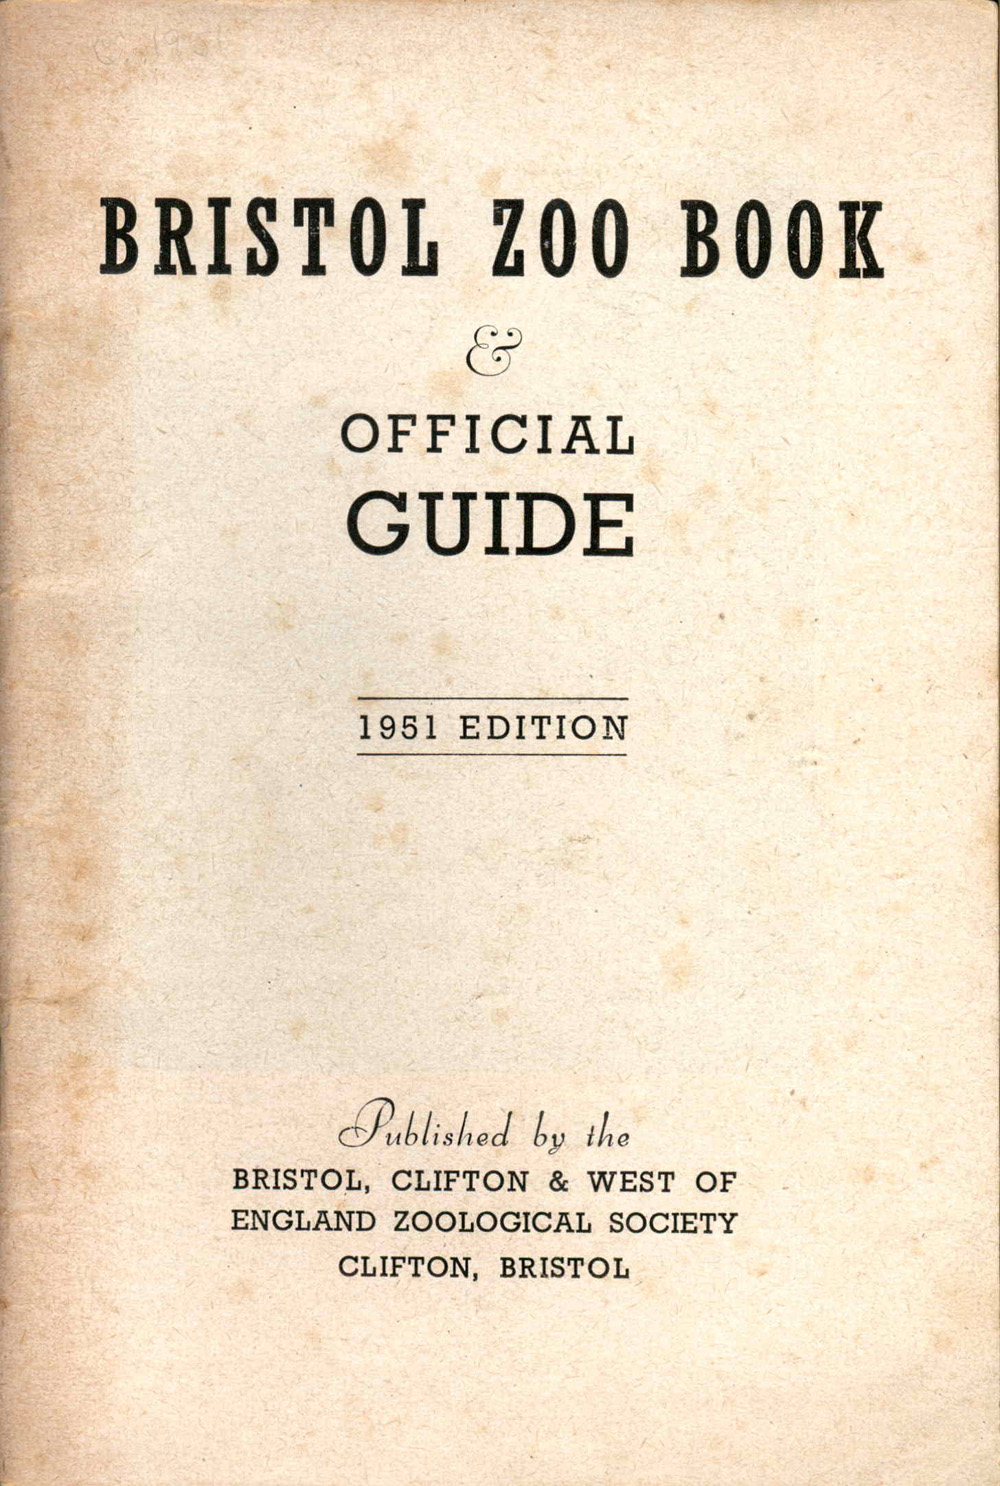 BRISTOL ZOO BOOK
&
OFFICIAL
GUIDE
1951 EDITION
Published by the
BRISTOL, CLIFTON & WEST OF
ENGLAND ZOOLOGICAL SOCIETY
CLIFTON, BRISTOL